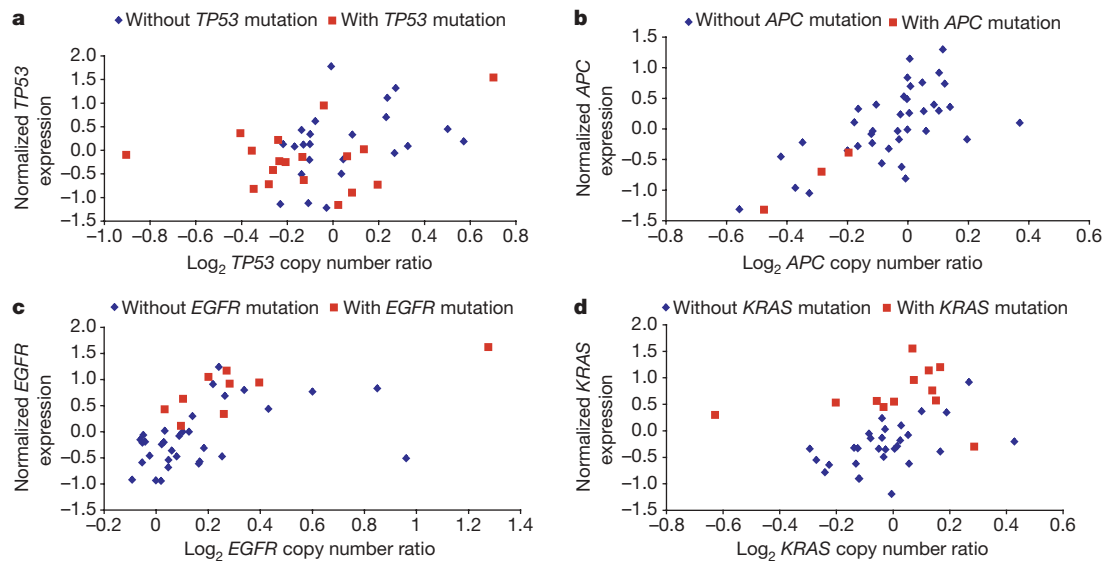 a
Without TP53 mutation With TP53 mutation
Normalized TP53
expression
2.0
1.5
1.0
0.5
0.0
−0.5
−1.0
−1.5
−1.0 −0.8 −0.6 −0.4 −0.2 0 0.2 0.4 0.6 0.8
Log2 TP53 copy number ratio
b
Without APC mutation With APC mutation
Normalized APC
expression
1.5
1.0
0.5
0.0
−0.5
−1.0
−1.5
−0.8 −0.6 −0.4 −0.2 0 0.2 0.4 0.6
Log2 APC copy number ratio
c
Without EGFR mutation With EGFR mutation
Normalized EGFR
expression
2.0
1.5
1.0
0.5
0.0
−0.5
−1.0
−1.5
−0.2 0 0.2 0.4 0.6 0.8 1 1.2 1.4
Log2 EGFR copy number ratio
d
Without KRAS mutation With KRAS mutation
Normalized KRAS
expression
2.0
1.5
1.0
0.5
0.0
−0.5
−1.0
−1.5
−0.8 −0.6 −0.4 −0.2 0 0.2 0.4 0.6
Log2 KRAS copy number ratio